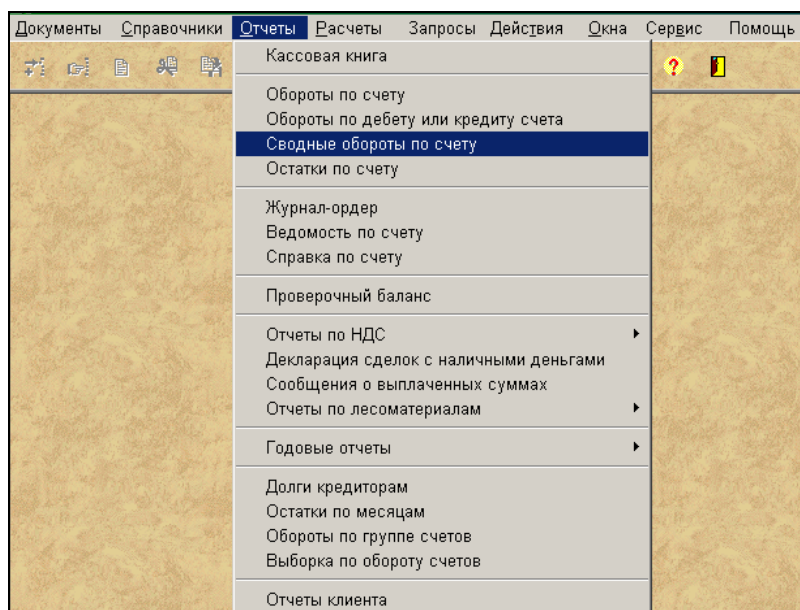 Документы Справочники Отчеты Расчеты Запросы Действия Окна Сервис Помощь
Кассовая книга
Обороты по счету
Обороты по дебету или кредиту счета
Сводные обороты по счету
Остатки по счету
Журнал-ордер
Ведомость по счету
Справка по счету
Проверочный баланс
Отчеты по НДС
Декларация сделок с наличными деньгами
Сообщения о выплаченных суммах
Отчеты по лесоматериалам
Годовые отчеты
Долги кредиторам
Остатки по месяцам
Обороты по группе счетов
Выборка по обороту счетов
Отчеты клиента